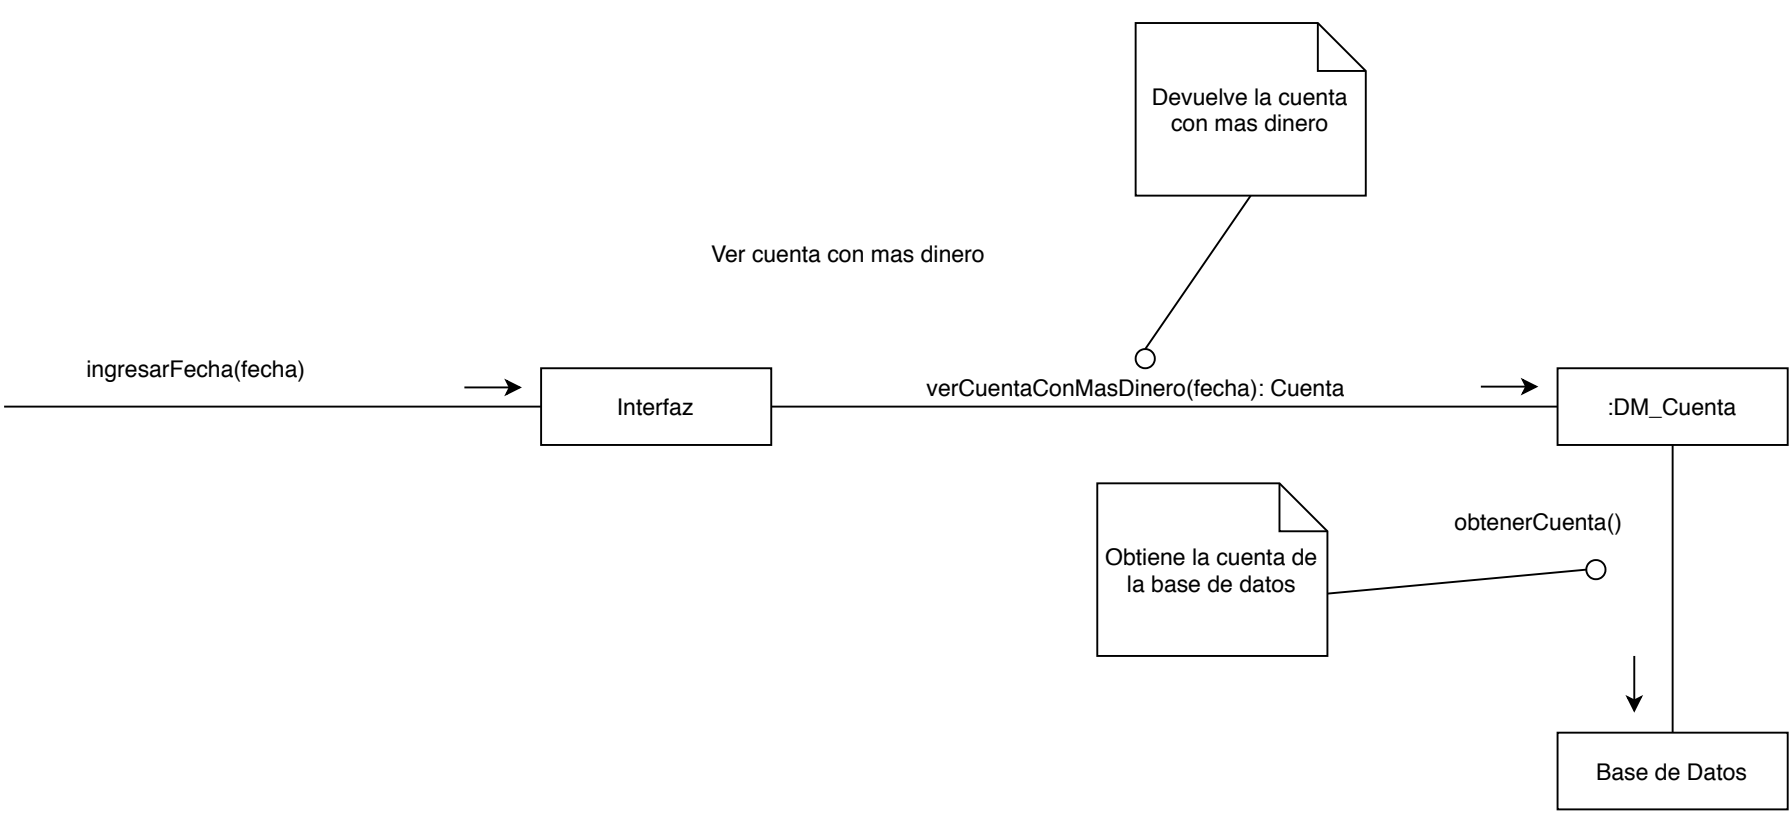 Devuelve la cuenta
con mas dinero
Ver cuenta con mas dinero
ingresarFecha(fecha)
Interfaz
verCuentaConMasDinero(fecha): Cuenta
:DM_Cuenta
obtenerCuenta()
Obtiene la cuenta de
la base de datos
Base de Datos